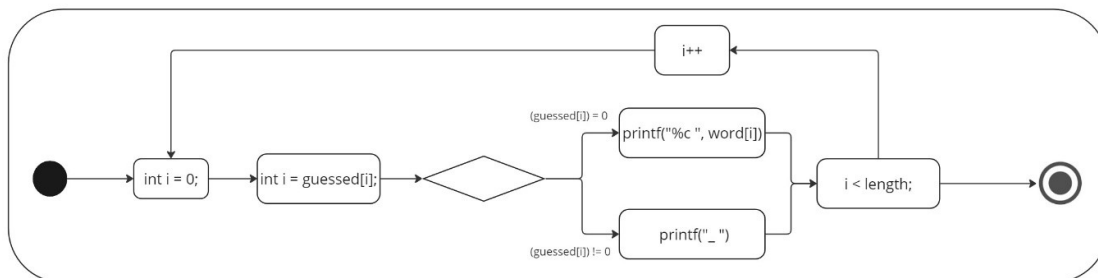 i++
(guessed[i]) = 0
printf("%c ", word[i])
int i = 0;
int i = guessed[i];
i < length;
printf("_ ")
(guessed[i]) != 0